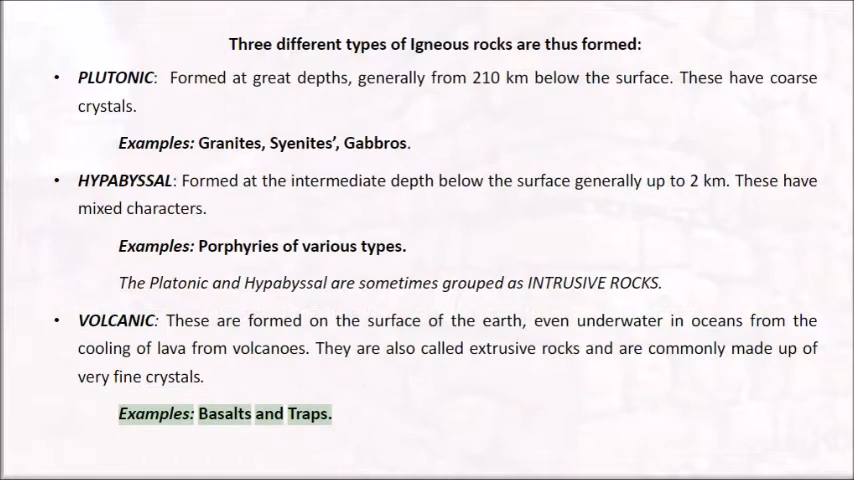 Three different types of Igneous rocks are thus formed:
• PLUTONIC: Formed at great depths, generally from 210 km below the surface. These have coarse
crystals.
Examples: Granites, Syenites’, Gabbros.
• HYPABYSSAL: Formed at the intermediate depth below the surface generally up to 2 km. These have
mixed characters.
Examples: Porphyries of various types.
The Platonic and Hypabyssal are sometimes grouped as INTRUSIVE ROCKS.
• VOLCANIC: These are formed on the surface of the earth, even underwater in oceans from the
cooling of lava from volcanoes. They are also called extrusive rocks and are commonly made up of
very fine crystals.
Examples: Basalts and Traps.